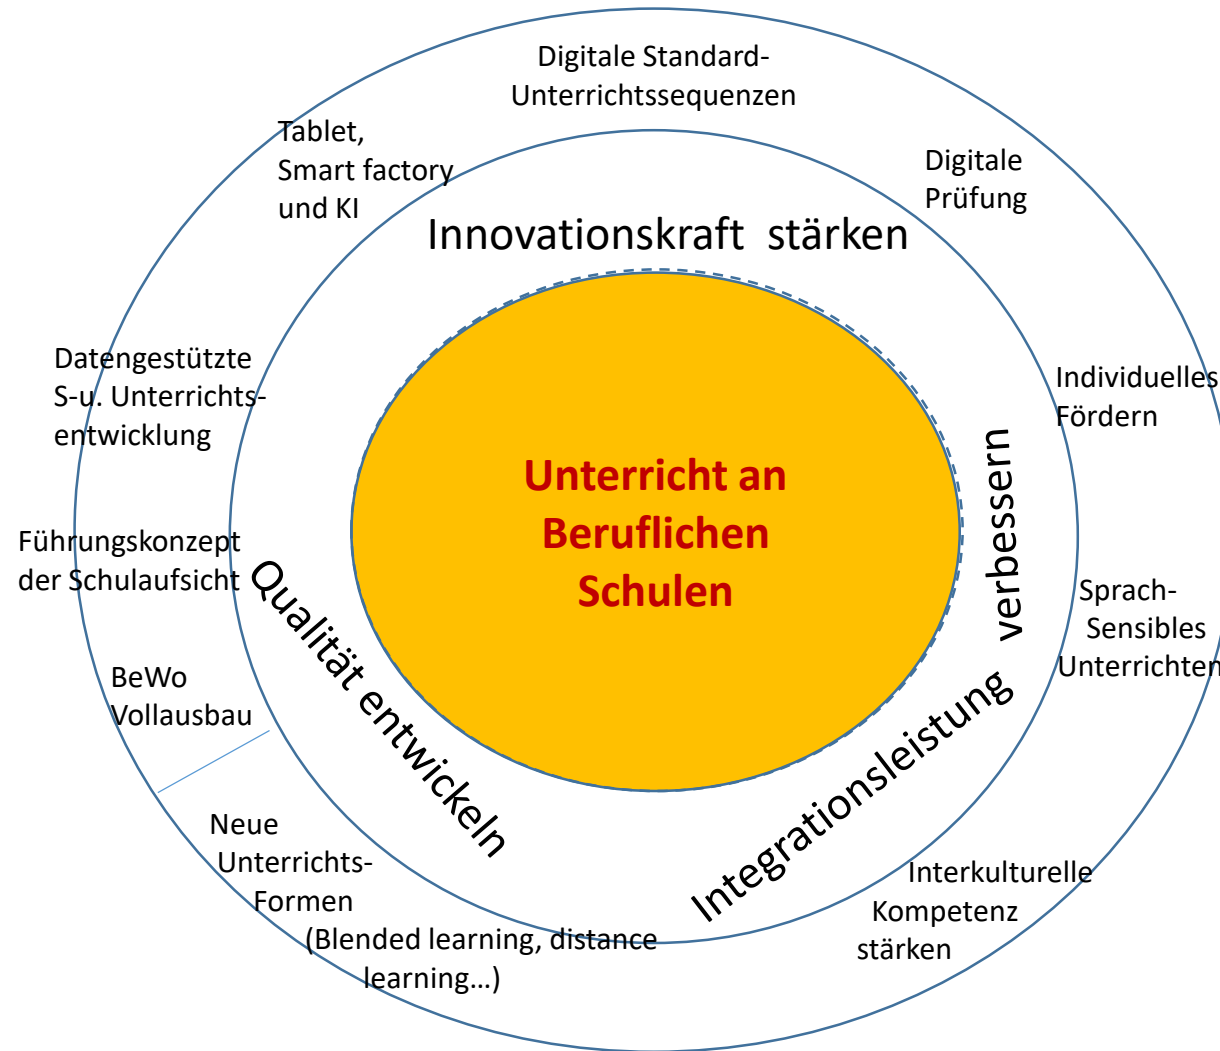 Digitale Standard-
Unterrichtssequenzen
Tablet,
Smart factory
und KI
Digitale
Prüfung
Innovationskraft stärken
Datengestützte
S-u. Unterrichts-
entwicklung
Individuelles
Fördern
Unterricht an
Beruflichen
Schulen
Führungskonzept
der Schulaufsicht
Qualität entwickeln
Integrationsleistung verbessern
Sprach-
Sensibles
Unterrichten
BeWo
Vollausbau
Neue
Unterrichts-
Formen
(Blended learning, distance
learning…)
Interkulturelle
Kompetenz
stärken